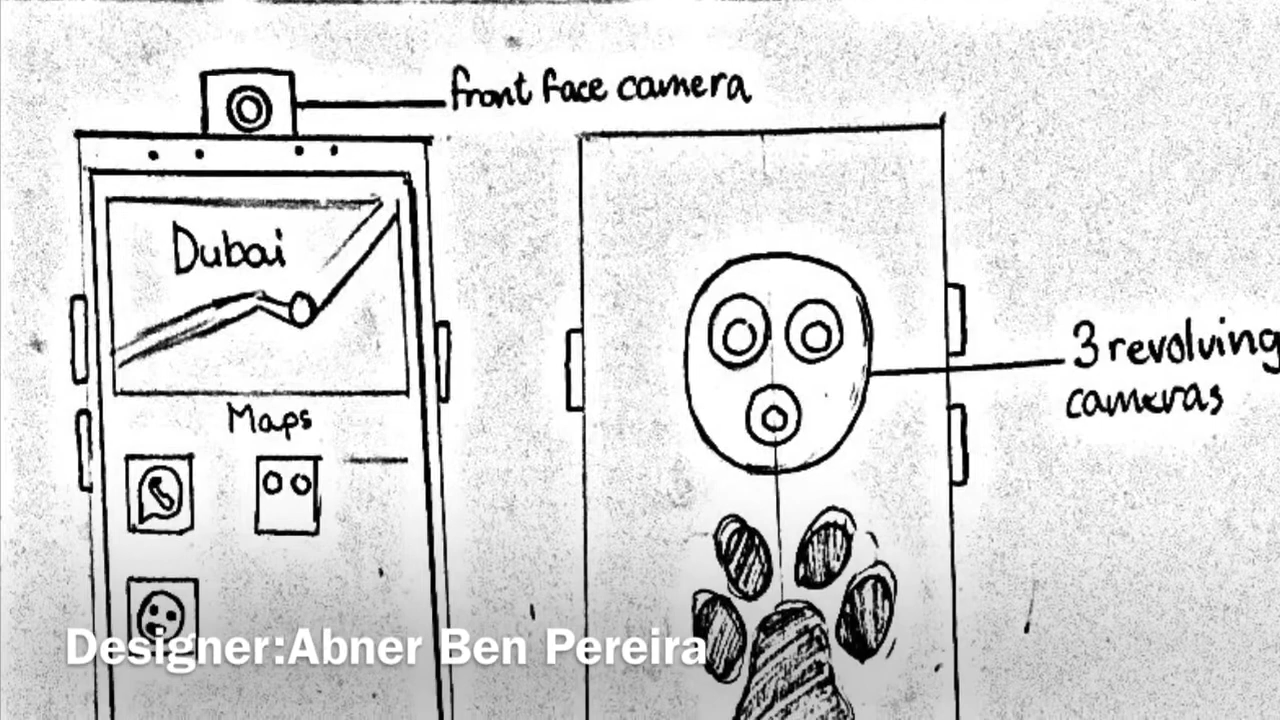 front face camera
Dubai
Maps
3 revolving
cameras
Designer:Abner Ben Pereira